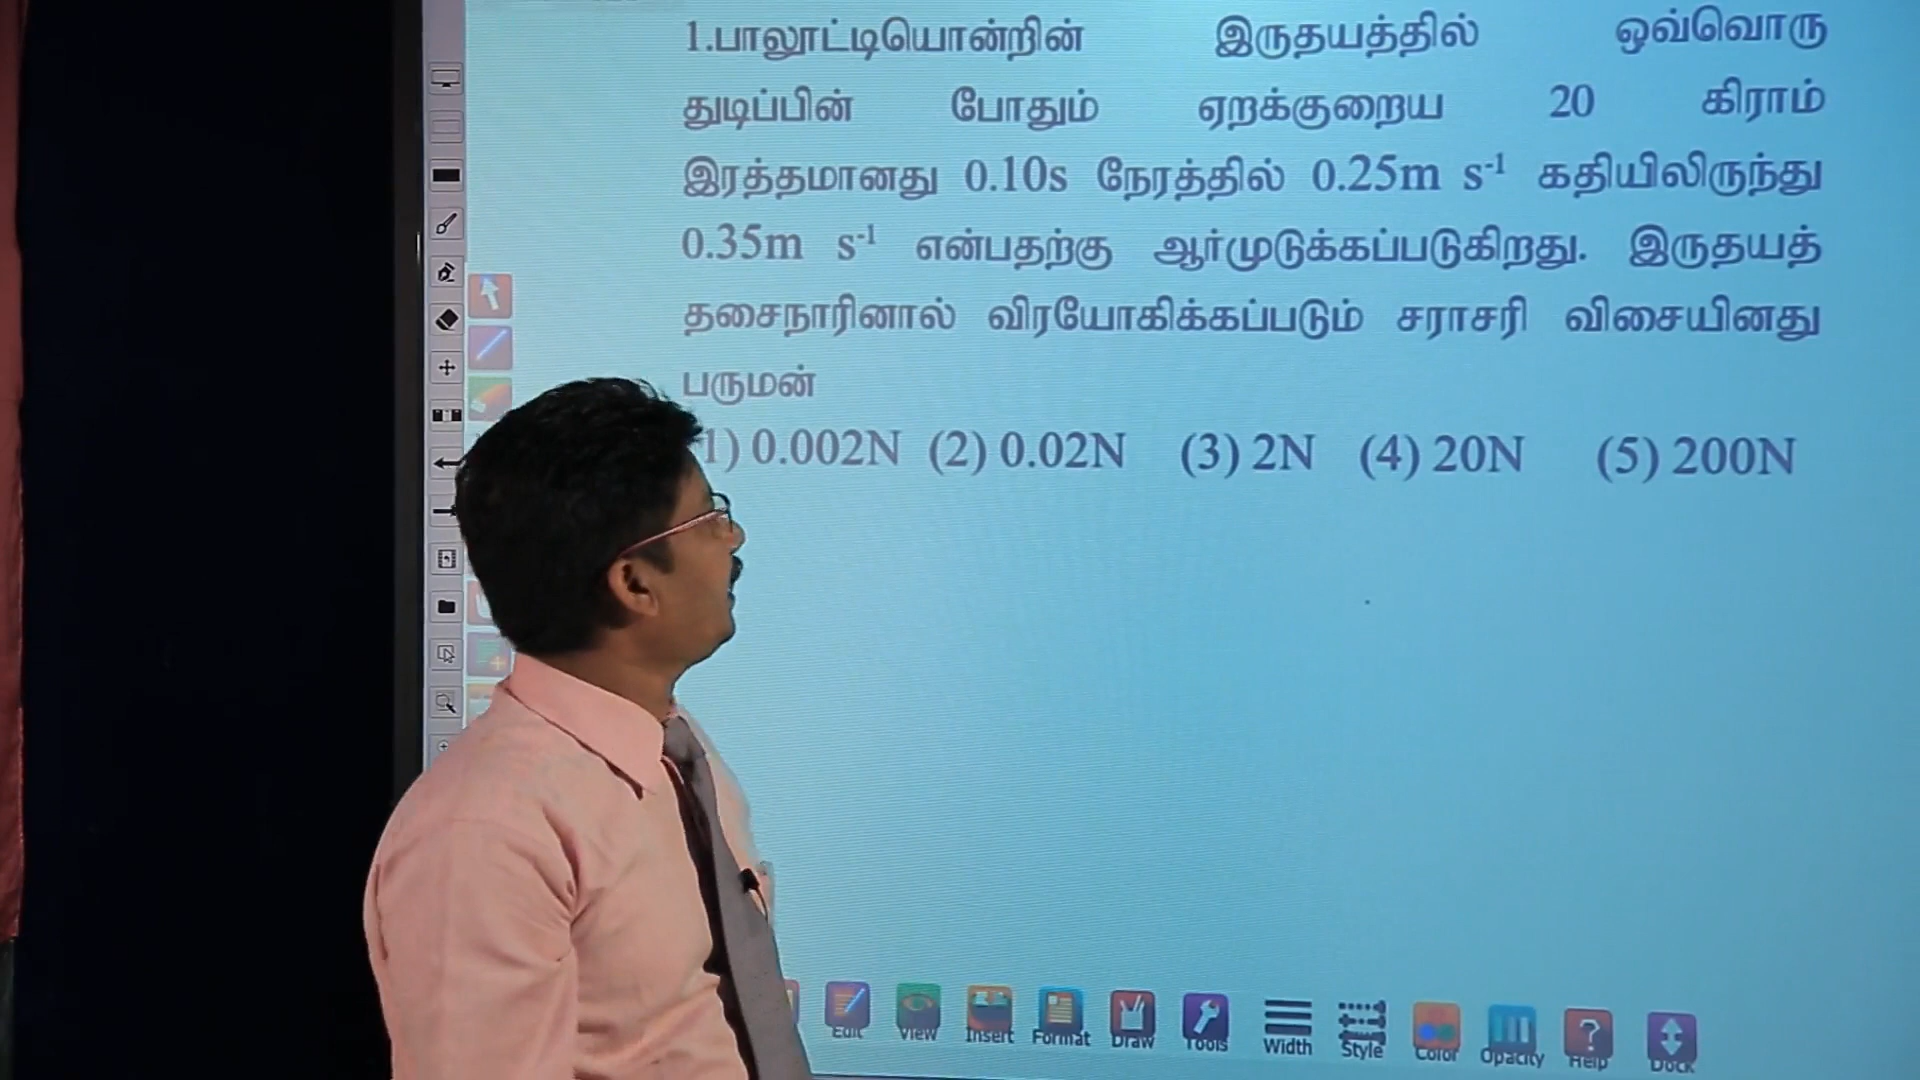 1.பாலூட்டியொன்றின் இருதயத்தில் ஒவ்வொரு
துடிப்பின் போதும் ஏறக்குறைய 20 கிராம்
இரத்தமானது 0.10s நேரத்தில் 0.25m s⁻¹ கதியிலிருந்து
0.35m s⁻¹ என்பதற்கு ஆர்முடுக்கப்படுகிறது. இருதயத்
தசைநாரினால் விரயோகிக்கப்படும் சராசரி விசையினது
பருமன்
1) 0.002N (2) 0.02N (3) 2N (4) 20N (5) 200N
Edit View Insert Format Draw Tools Width Style Color Opacity Help Dock